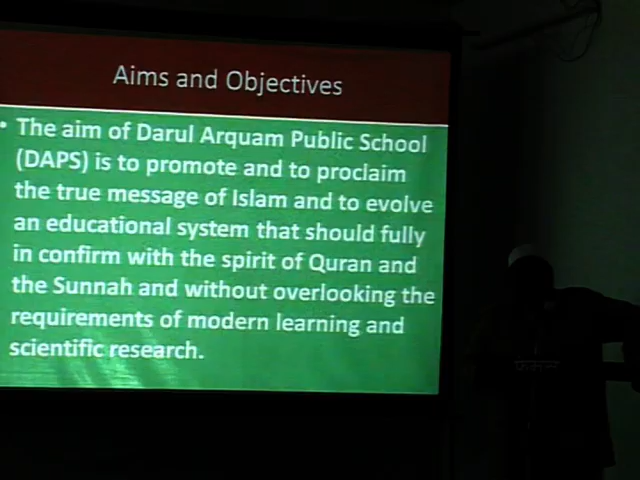 Aims and Objectives
• The aim of Darul Arquam Public School
(DAPS) is to promote and to proclaim
the true message of Islam and to evolve
an educational system that should fully
in confirm with the spirit of Quran and
the Sunnah and without overlooking the
requirements of modern learning and
scientific research.